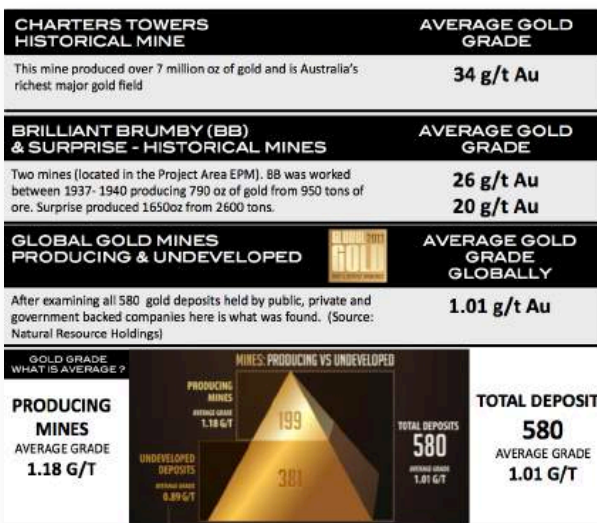 CHARTERS TOWERS
HISTORICAL MINE
AVERAGE GOLD
GRADE
This mine produced over 7 million oz of gold and is Australia's
richest major gold field
34 g/t Au
BRILLIANT BRUMBY (BB)
& SURPRISE - HISTORICAL MINES
AVERAGE GOLD
GRADE
Two mines (located in the Project Area EPM). BB was worked
between 1937- 1940 producing 790 oz of gold from 950 tons of
ore. Surprise produced 1650oz from 2600 tons.
26 g/t Au
20 g/t Au
GLOBAL GOLD MINES
PRODUCING & UNDEVELOPED
2013
GOLD
AVERAGE GOLD
GRADE
GLOBALLY
After examining all 580 gold deposits held by public, private and
government backed companies here is what was found. (Source:
Natural Resource Holdings)
1.01 g/t Au
GOLD GRADE
WHAT IS AVERAGE ?
PRODUCING
MINES
AVERAGE GRADE
1.18 G/T
MINES: PRODUCING VS UNDEVELOPED
PRODUCING
MINES
AVERAGE GRADE
1.18 G/T
199
UNDEVELOPED
DEPOSITS
AVERAGE GRADE
0.89 G/T
381
TOTAL DEPOSITS
580
AVERAGE GRADE
1.01 G/T
TOTAL DEPOSIT
580
AVERAGE GRADE
1.01 G/T